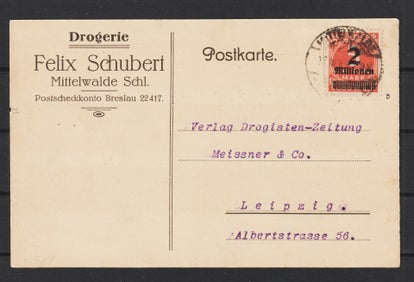 Drogerie
Felix Schubert
Mittelwalde Schl.
Postscheckkonto Breslau 22417.
Postkarte.
2
Millionen
Verlag Drogisten-Zeitung
Meissner & Co.
Leipzig.
Albertstrasse 56.